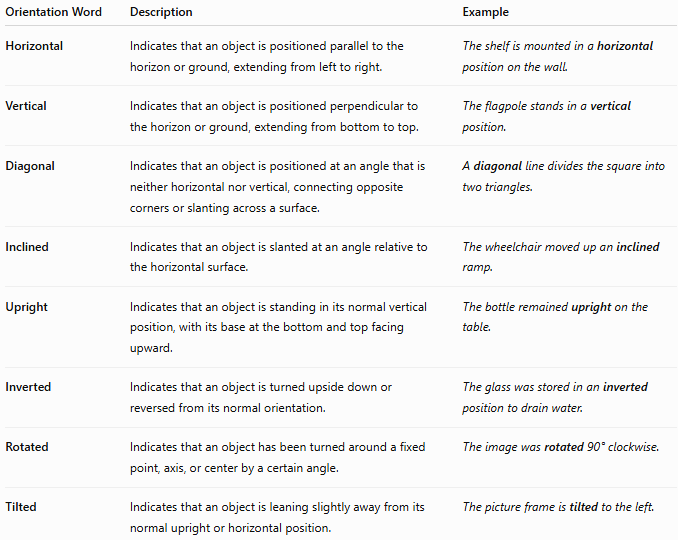 Orientation Word Description Example
Horizontal Indicates that an object is positioned parallel to the The shelf is mounted in a horizontal
horizon or ground, extending from left to right. position on the wall.
Vertical Indicates that an object is positioned perpendicular to The flagpole stands in a vertical
the horizon or ground, extending from bottom to top. position.
Diagonal Indicates that an object is positioned at an angle that is A diagonal line divides the square into
neither horizontal nor vertical, connecting opposite two triangles.
corners or slanting across a surface.
Inclined Indicates that an object is slanted at an angle relative to The wheelchair moved up an inclined
the horizontal surface. ramp.
Upright Indicates that an object is standing in its normal vertical The bottle remained upright on the
position, with its base at the bottom and top facing table.
upward.
Inverted Indicates that an object is turned upside down or The glass was stored in an inverted
reversed from its normal orientation. position to drain water.
Rotated Indicates that an object has been turned around a fixed The image was rotated 90° clockwise.
point, axis, or center by a certain angle.
Tilted Indicates that an object is leaning slightly away from its The picture frame is tilted to the left.
normal upright or horizontal position.